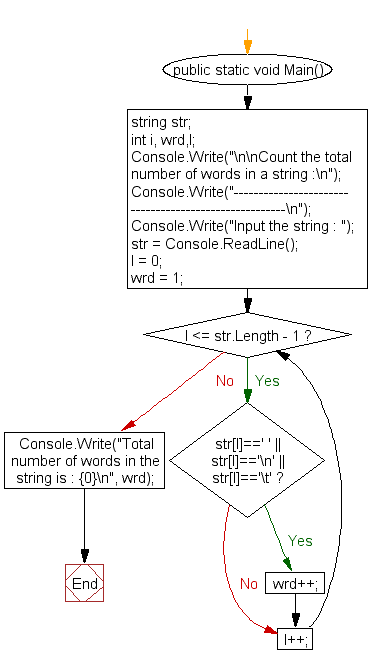 public static void Main()
string str;
int i, wrd,l;
Console.Write("\n\nCount the total
number of words in a string :\n");
Console.Write("-----------------------
-------------------------------\n");
Console.Write("Input the string : ");
str = Console.ReadLine();
l = 0;
wrd = 1;
l <= str.Length - 1 ?
No
Yes
Console.Write("Total
number of words in the
string is : {0}\n", wrd);
str[l]==' ' ||
str[l]=='\n' ||
str[l]=='\t' ?
Yes
End
No
wrd++;
l++;